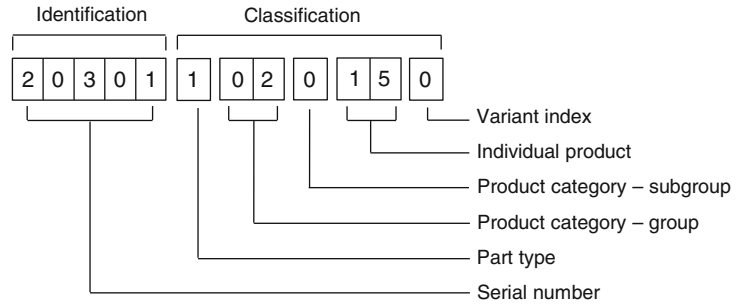 Identification Classification
2 0 3 0 1 1 0 2 0 1 5 0
Variant index
Individual product
Product category – subgroup
Product category – group
Part type
Serial number